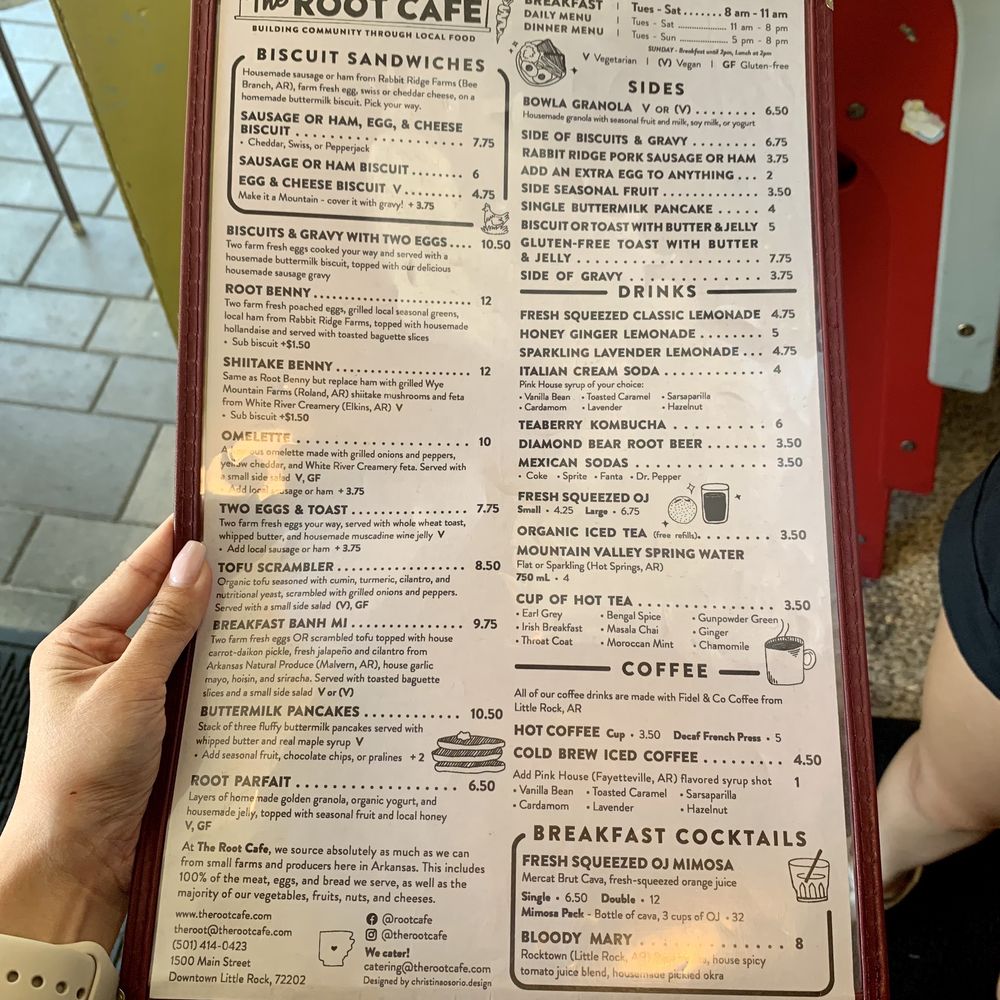 The ROOT CAFE
BUILDING COMMUNITY THROUGH LOCAL FOOD
BREAKFAST | Tues - Sat ....... 8 am - 11 am
DAILY MENU | Tues - Sat .................. 11 am - 8 pm
DINNER MENU | Tues - Sun .................. 5 pm - 8 pm
SUNDAY - Breakfast until 2pm, Lunch at 2pm
V Vegetarian | (V) Vegan | GF Gluten-free
BISCUIT SANDWICHES
Housemade sausage or ham from Rabbit Ridge Farms (Bee
Branch, AR), farm fresh egg, swiss or cheddar cheese, on a
homemade buttermilk biscuit. Pick your way.
SAUSAGE OR HAM, EGG, & CHEESE
BISCUIT ............................. 7.75
• Cheddar, Swiss, or Pepperjack
SAUSAGE OR HAM BISCUIT ........ 6
EGG & CHEESE BISCUIT V ......... 4.75
Make it a Mountain - cover it with gravy! + 3.75
BISCUITS & GRAVY WITH TWO EGGS .... 10.50
Two farm fresh eggs cooked your way and served with a
housemade buttermilk biscuit, topped with our delicious
housemade sausage gravy
ROOT BENNY ....................... 12
Two farm fresh poached eggs, grilled local seasonal greens,
local ham from Rabbit Ridge Farms, topped with housemade
hollandaise and served with toasted baguette slices
• Sub biscuit +$1.50
SHIITAKE BENNY .................... 12
Same as Root Benny but replace ham with grilled Wye
Mountain Farms (Roland, AR) shiitake mushrooms and feta
from White River Creamery (Elkins, AR) V
• Sub biscuit +$1.50
OMELETTE .......................... 10
omelette made with grilled onions and peppers,
yellow cheddar, and White River Creamery feta. Served with
a small side salad V, GF
• Add local sausage or ham + 3.75
TWO EGGS & TOAST .................. 7.75
Two farm fresh eggs your way, served with whole wheat toast,
whipped butter, and housemade muscadine wine jelly V
• Add local sausage or ham + 3.75
TOFU SCRAMBLER .................... 8.50
Organic tofu seasoned with cumin, turmeric, cilantro, and
nutritional yeast, scrambled with grilled onions and peppers.
Served with a small side salad (V), GF
BREAKFAST BANH MI ................. 9.75
Two farm fresh eggs OR scrambled tofu topped with house
carrot-daikon pickle, fresh jalapeño and cilantro from
Arkansas Natural Produce (Malvern, AR), house garlic
mayo, hoisin, and sriracha. Served with toasted baguette
slices and a small side salad V or (V)
BUTTERMILK PANCAKES .............. 10.50
Stack of three fluffy buttermilk pancakes served with
whipped butter and real maple syrup V
• Add seasonal fruit, chocolate chips, or pralines + 2
ROOT PARFAIT ...................... 6.50
Layers of homemade golden granola, organic yogurt, and
housemade jelly, topped with seasonal fruit and local honey
V, GF
At The Root Cafe, we source absolutely as much as we can
from small farms and producers here in Arkansas. This includes
100% of the meat, eggs, and bread we serve, as well as the
majority of our vegetables, fruits, nuts, and cheeses.
www.therootcafe.com
theroot@therootcafe.com
(501) 414-0423
1500 Main Street
Downtown Little Rock, 72202
@rootcafe
@therootcafe
We cater!
catering@therootcafe.com
Designed by christinaosorio.design
SIDES
BOWLA GRANOLA V OR (V) ........ 6.50
Housemade granola with seasonal fruit and milk, soy milk, or yogurt
SIDE OF BISCUITS & GRAVY ........ 6.75
RABBIT RIDGE PORK SAUSAGE OR HAM 3.75
ADD AN EXTRA EGG TO ANYTHING ... 2
SIDE SEASONAL FRUIT ............. 3.50
SINGLE BUTTERMILK PANCAKE ..... 4
BISCUIT OR TOAST WITH BUTTER & JELLY 5
GLUTEN-FREE TOAST WITH BUTTER
& JELLY ......................... 7.75
SIDE OF GRAVY ................... 3.75
DRINKS
FRESH SQUEEZED CLASSIC LEMONADE 4.75
HONEY GINGER LEMONADE ......... 5
SPARKLING LAVENDER LEMONADE ... 4.75
ITALIAN CREAM SODA ............. 4
Pink House syrup of your choice:
• Vanilla Bean • Toasted Caramel • Sarsaparilla
• Cardamom • Lavender • Hazelnut
TEABERRY KOMBUCHA .............. 6
DIAMOND BEAR ROOT BEER ........ 3.50
MEXICAN SODAS .................. 3.50
• Coke • Sprite • Fanta • Dr. Pepper
FRESH SQUEEZED OJ
Small • 4.25 Large • 6.75
ORGANIC ICED TEA (free refills) ......... 3.50
MOUNTAIN VALLEY SPRING WATER
Flat or Sparkling (Hot Springs, AR)
750 mL • 4
CUP OF HOT TEA .................. 3.50
• Earl Grey • Bengal Spice • Gunpowder Green
• Irish Breakfast • Masala Chai • Ginger
• Throat Coat • Moroccan Mint • Chamomile
COFFEE
All of our coffee drinks are made with Fidel & Co Coffee from
Little Rock, AR
HOT COFFEE Cup • 3.50 Decaf French Press • 5
COLD BREW ICED COFFEE ........... 4.50
Add Pink House (Fayetteville, AR) flavored syrup shot 1
• Vanilla Bean • Toasted Caramel • Sarsaparilla
• Cardamom • Lavender • Hazelnut
BREAKFAST COCKTAILS
FRESH SQUEEZED OJ MIMOSA
Mercat Brut Cava, fresh-squeezed orange juice
Single • 6.50 Double • 12
Mimosa Pack - Bottle of cava, 3 cups of OJ • 32
BLOODY MARY ..................... 8
Rocktown (Little Rock, house spicy
tomato juice blend, housemade pickled okra